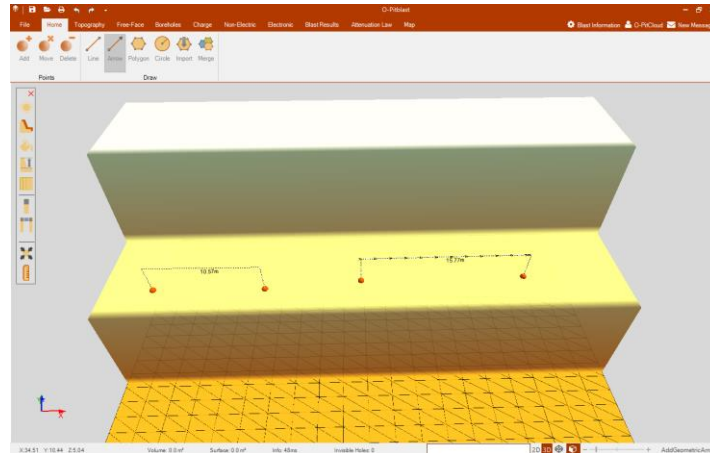 O-Pitblast
File Home Topography Free-Face Boreholes Charge Non-Electric Electronic Blast Results Attenuation Law Map Blast Information O-PitCloud New Message
Add Move Delete Line Arrow Polygon Circle Import Merge
Points Draw
10.57m
15.77m
X
X:34.51 Y:10.44 Z:5.04 Volume: 0.0 m³ Surface: 0.0 m² Info: 48ms Invisible Holes: 0 2D 3D AddGeometricArr